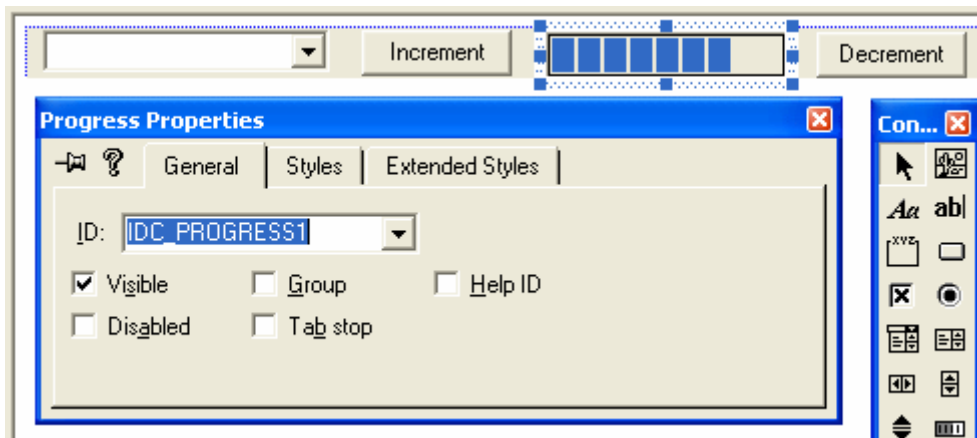 Increment
Decrement
Progress Properties
Con...
General
Styles
Extended Styles
Aa
ab|
xyz
ID:
IDC_PROGRESS1
Visible
Group
Help ID
Disabled
Tab stop